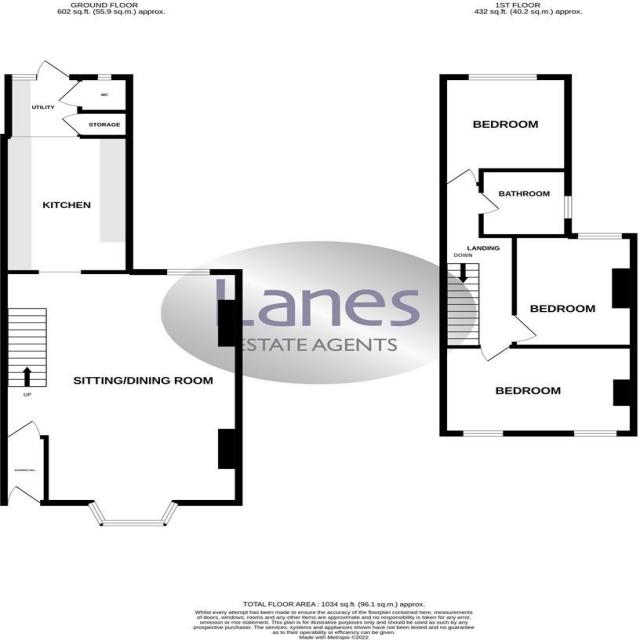 GROUND FLOOR
602 sq.ft. (55.9 sq.m.) approx.
1ST FLOOR
432 sq.ft. (40.2 sq.m.) approx.
UTILITY
WC
STORAGE
KITCHEN
SITTING/DINING ROOM
UP
ENTRANCE HALL
BEDROOM
BATHROOM
LANDING
DOWN
BEDROOM
BEDROOM
Lanes
ESTATE AGENTS
TOTAL FLOOR AREA : 1034 sq.ft. (96.1 sq.m.) approx.
Whilst every attempt has been made to ensure the accuracy of the floorplan contained here, measurements
of doors, windows, rooms and any other items are approximate and no responsibility is taken for any error,
omission or mis-statement. This plan is for illustrative purposes only and should be used as such by any
prospective purchaser. The services, systems and appliances shown have not been tested and no guarantee
as to their operability or efficiency can be given.
Made with Metropix ©2022